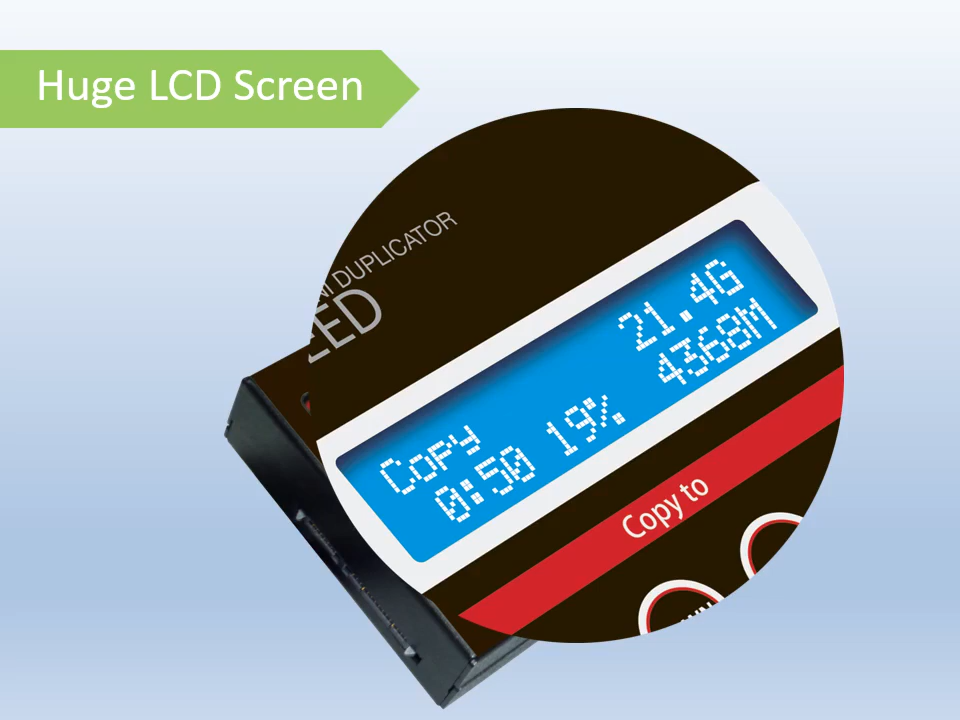 Huge LCD Screen
DUPLICATOR
Copy 21.4G
0:50 19% 4368M
Copy to